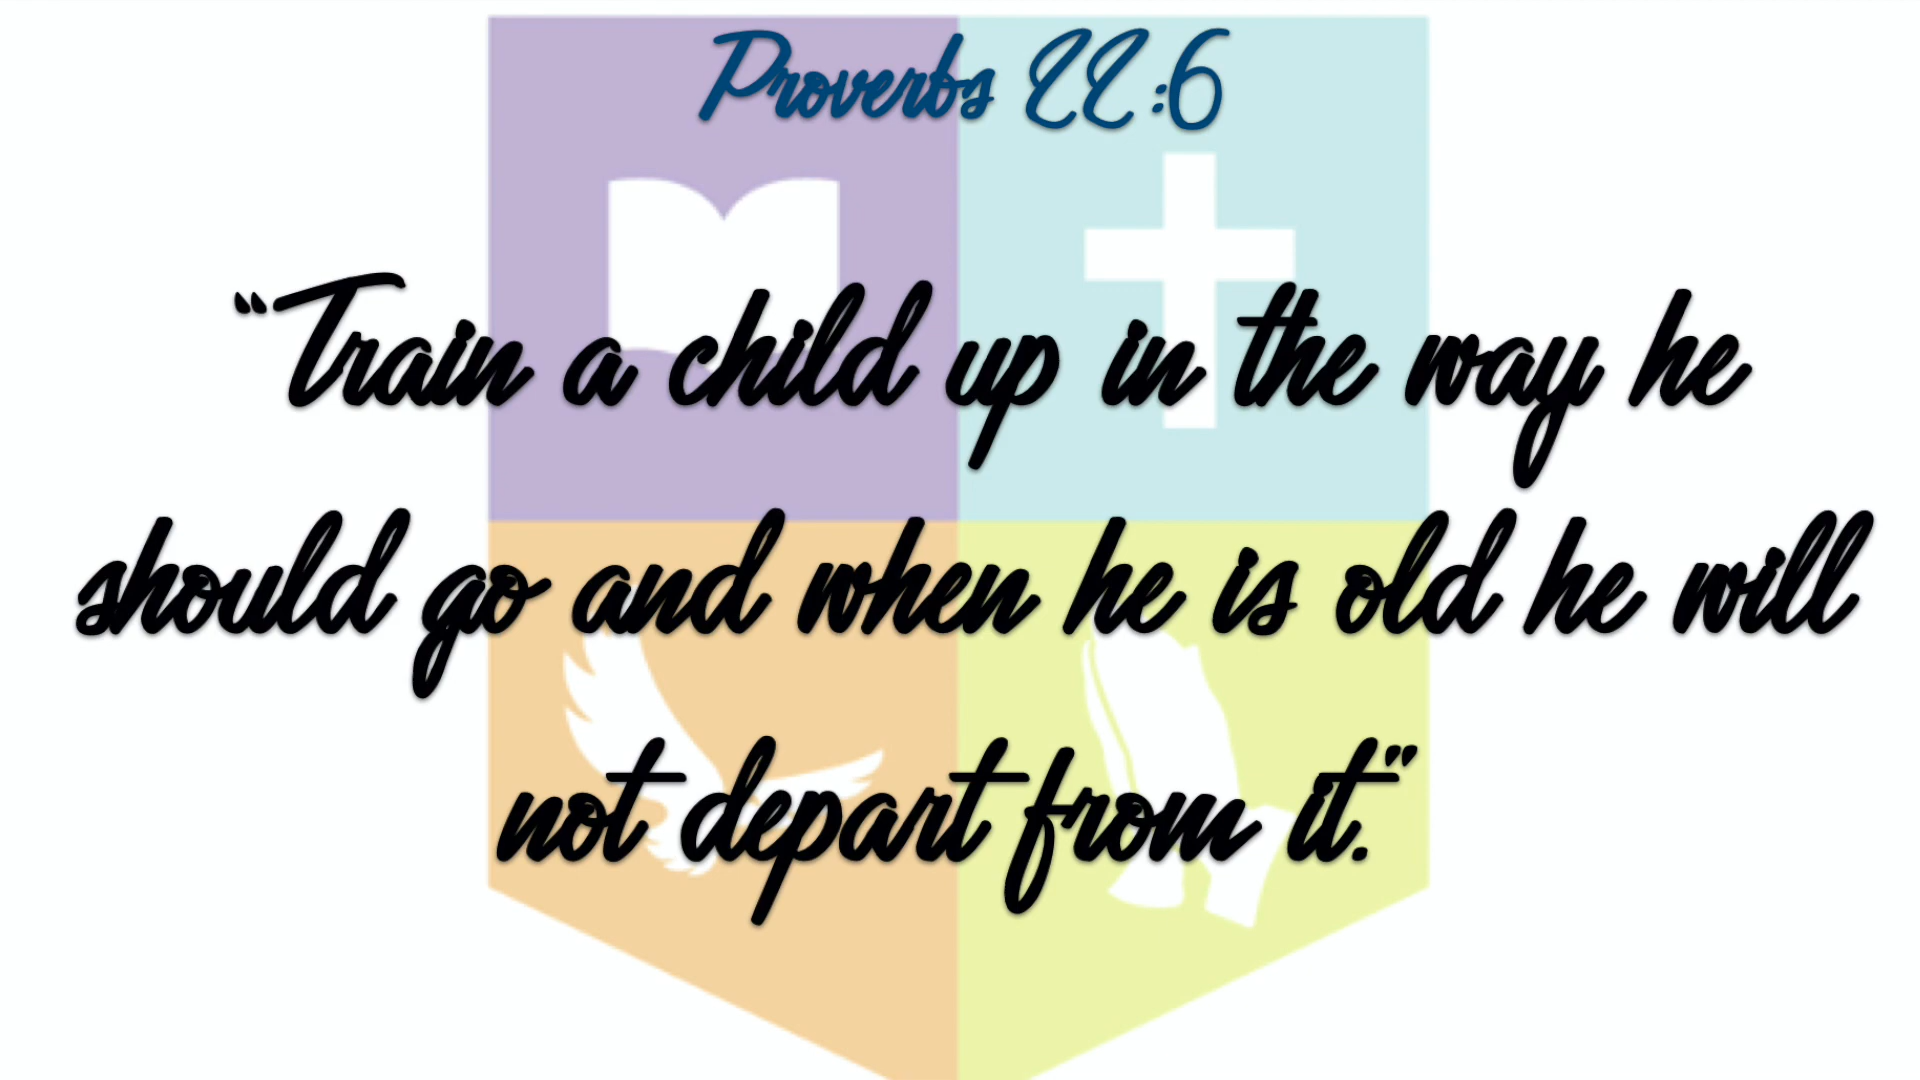 Proverbs 22:6
“Train a child up in the way he
should go and when he is old he will
not depart from it.”